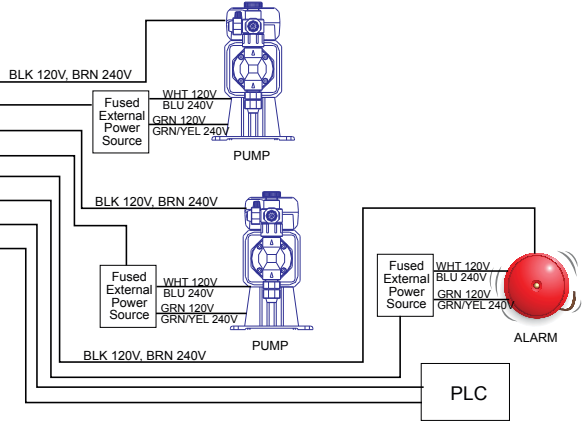 BLK 120V, BRN 240V
Fused
External
Power
Source
WHT 120V
BLU 240V
GRN 120V
GRN/YEL 240V
PUMP
BLK 120V, BRN 240V
Fused
External
Power
Source
WHT 120V
BLU 240V
GRN 120V
GRN/YEL 240V
PUMP
Fused
External
Power
Source
WHT 120V
BLU 240V
GRN 120V
GRN/YEL 240V
ALARM
BLK 120V, BRN 240V
PLC